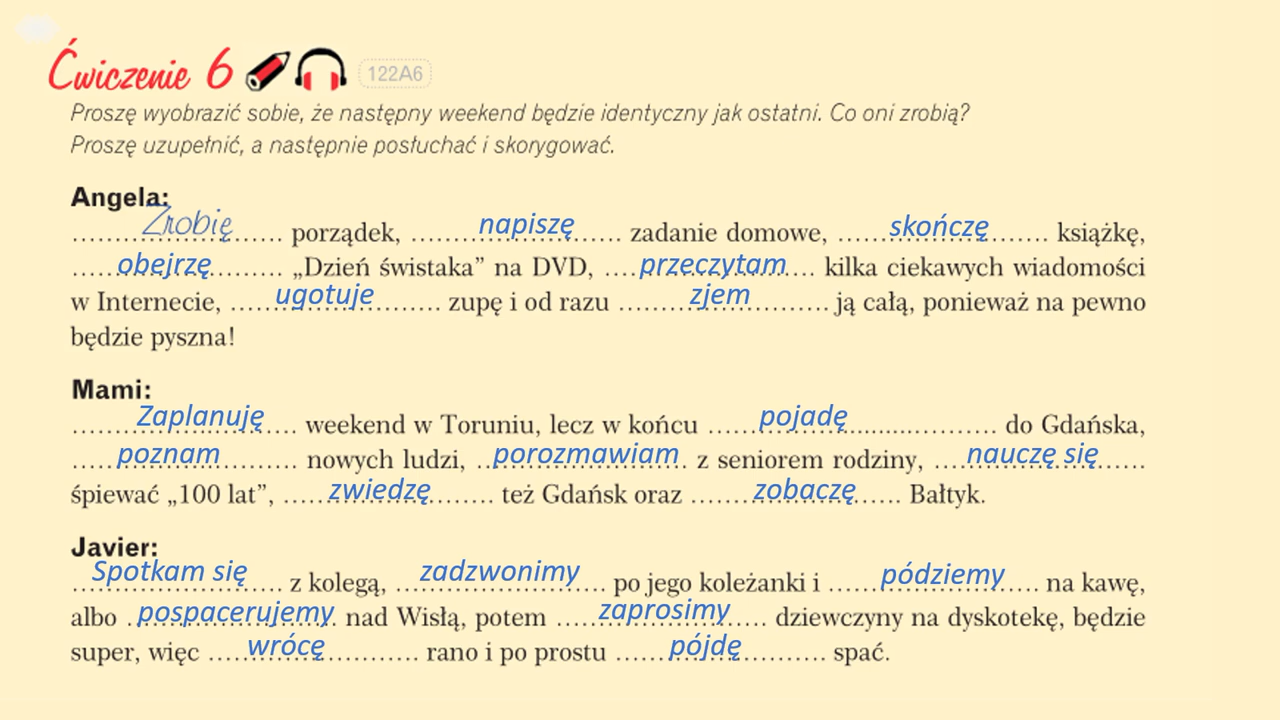 Ćwiczenie 6 122A6
Proszę wyobrazić sobie, że następny weekend będzie identyczny jak ostatni. Co oni zrobią?
Proszę uzupełnić, a następnie posłuchać i skorygować.
Angela:
Zrobię porządek, napiszę zadanie domowe, skończę książkę,
obejrzę „Dzień świstaka” na DVD, przeczytam kilka ciekawych wiadomości
w Internecie, ugotuje zupę i od razu zjem ją całą, ponieważ na pewno
będzie pyszna!
Mami:
Zaplanuję weekend w Toruniu, lecz w końcu pojadę do Gdańska,
poznam nowych ludzi, porozmawiam z seniorem rodziny, nauczę się
śpiewać „100 lat”, zwiedzę też Gdańsk oraz zobaczę Bałtyk.
Javier:
Spotkam się z kolegą, zadzwonimy po jego koleżanki i pódziemy na kawę,
albo pospacerujemy nad Wisłą, potem zaprosimy dziewczyny na dyskotekę, będzie
super, więc wrócę rano i po prostu pójdę spać.